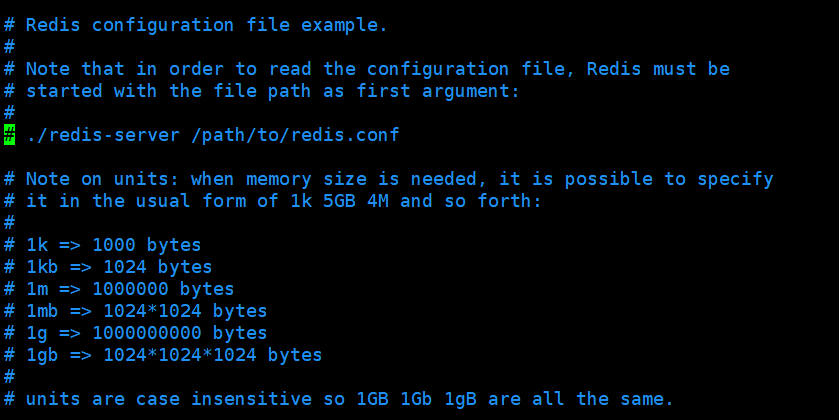 # Redis configuration file example.
#
# Note that in order to read the configuration file, Redis must be
# started with the file path as first argument:
#
# ./redis-server /path/to/redis.conf
# Note on units: when memory size is needed, it is possible to specify
# it in the usual form of 1k 5GB 4M and so forth:
#
# 1k => 1000 bytes
# 1kb => 1024 bytes
# 1m => 1000000 bytes
# 1mb => 1024*1024 bytes
# 1g => 1000000000 bytes
# 1gb => 1024*1024*1024 bytes
#
# units are case insensitive so 1GB 1Gb 1gB are all the same.